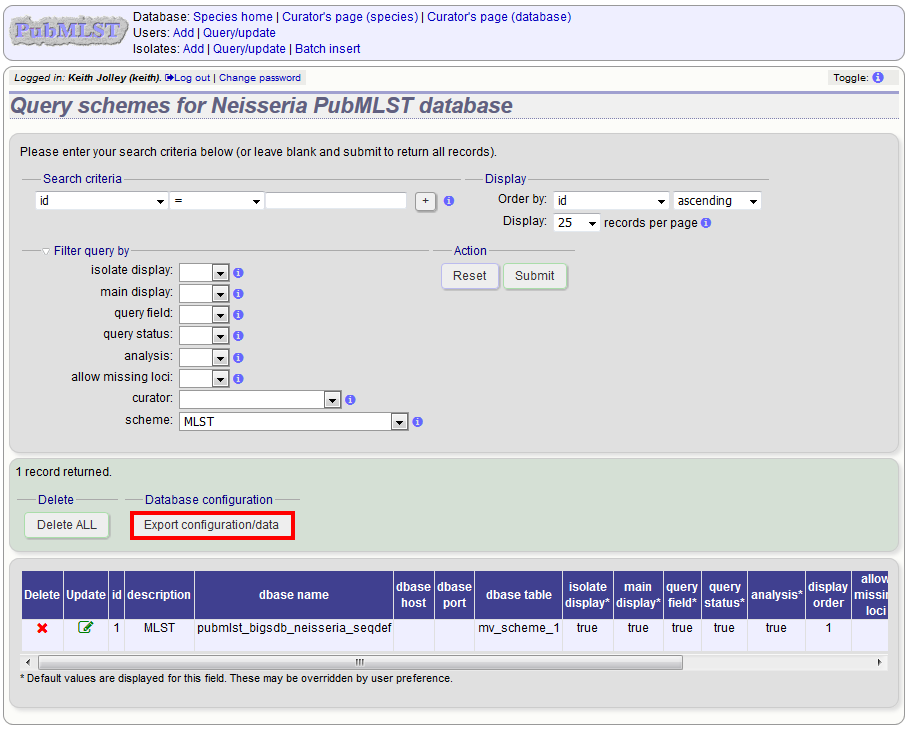 PubMLST
Database: Species home | Curator's page (species) | Curator's page (database)
Users: Add | Query/update
Isolates: Add | Query/update | Batch insert
Logged in: Keith Jolley (keith). Log out | Change password
Toggle: i
Query schemes for Neisseria PubMLST database
Please enter your search criteria below (or leave blank and submit to return all records).
Search criteria
id = + i
Display
Order by: id ascending
Display: 25 records per page i
Filter query by
isolate display: i
main display: i
query field: i
query status: i
analysis: i
allow missing loci: i
curator: i
scheme: MLST i
Action
Reset Submit
1 record returned.
Delete
Delete ALL
Database configuration
Export configuration/data
Delete Update id description dbase name dbase host dbase port dbase table isolate display* main display* query field* query status* analysis* display order allow missin loci
1 MLST pubmlst_bigsdb_neisseria_seqdef mv_scheme_1 true true true true true 1
* Default values are displayed for this field. These may be overridden by user preference.